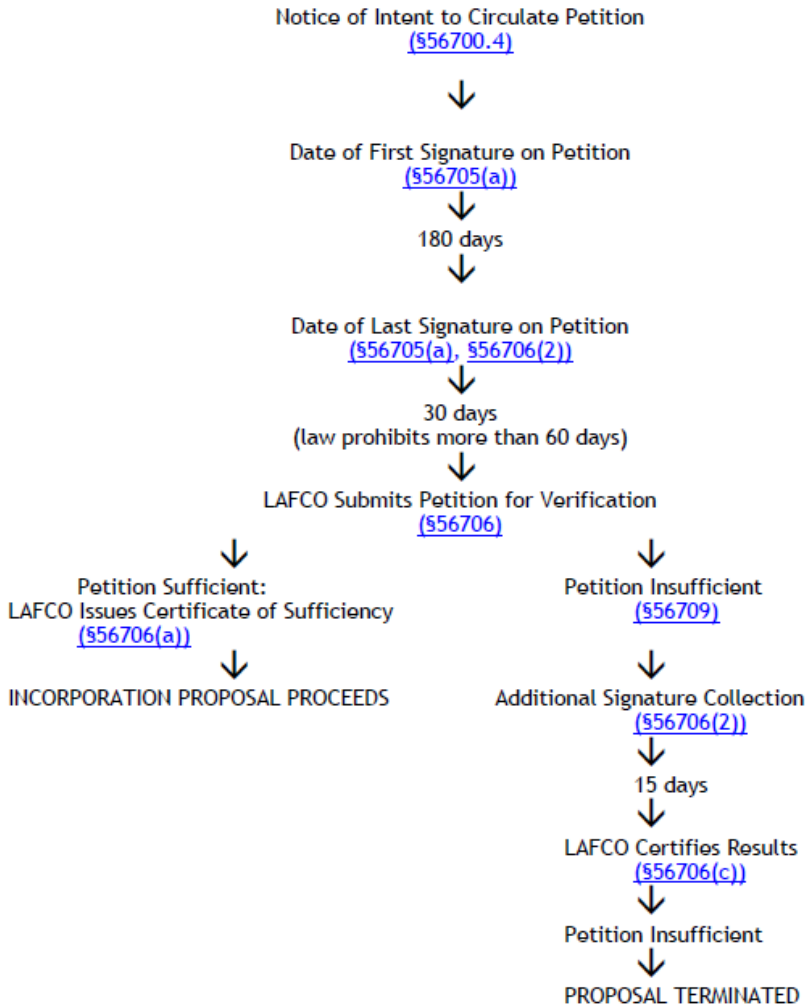 Notice of Intent to Circulate Petition
(§56700.4)
Date of First Signature on Petition
(§56705(a))
180 days
Date of Last Signature on Petition
(§56705(a), §56706(2))
30 days
(law prohibits more than 60 days)
LAFCO Submits Petition for Verification
(§56706)
Petition Sufficient:
LAFCO Issues Certificate of Sufficiency
(§56706(a))
INCORPORATION PROPOSAL PROCEEDS
Petition Insufficient
(§56709)
Additional Signature Collection
(§56706(2))
15 days
LAFCO Certifies Results
(§56706(c))
Petition Insufficient
PROPOSAL TERMINATED